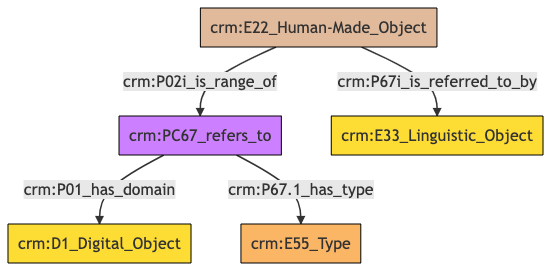 crm:E22_Human-Made_Object
crm:P02i_is_range_of
crm:P67i_is_referred_to_by
crm:PC67_refers_to
crm:E33_Linguistic_Object
crm:P01_has_domain
crm:P67.1_has_type
crm:D1_Digital_Object
crm:E55_Type